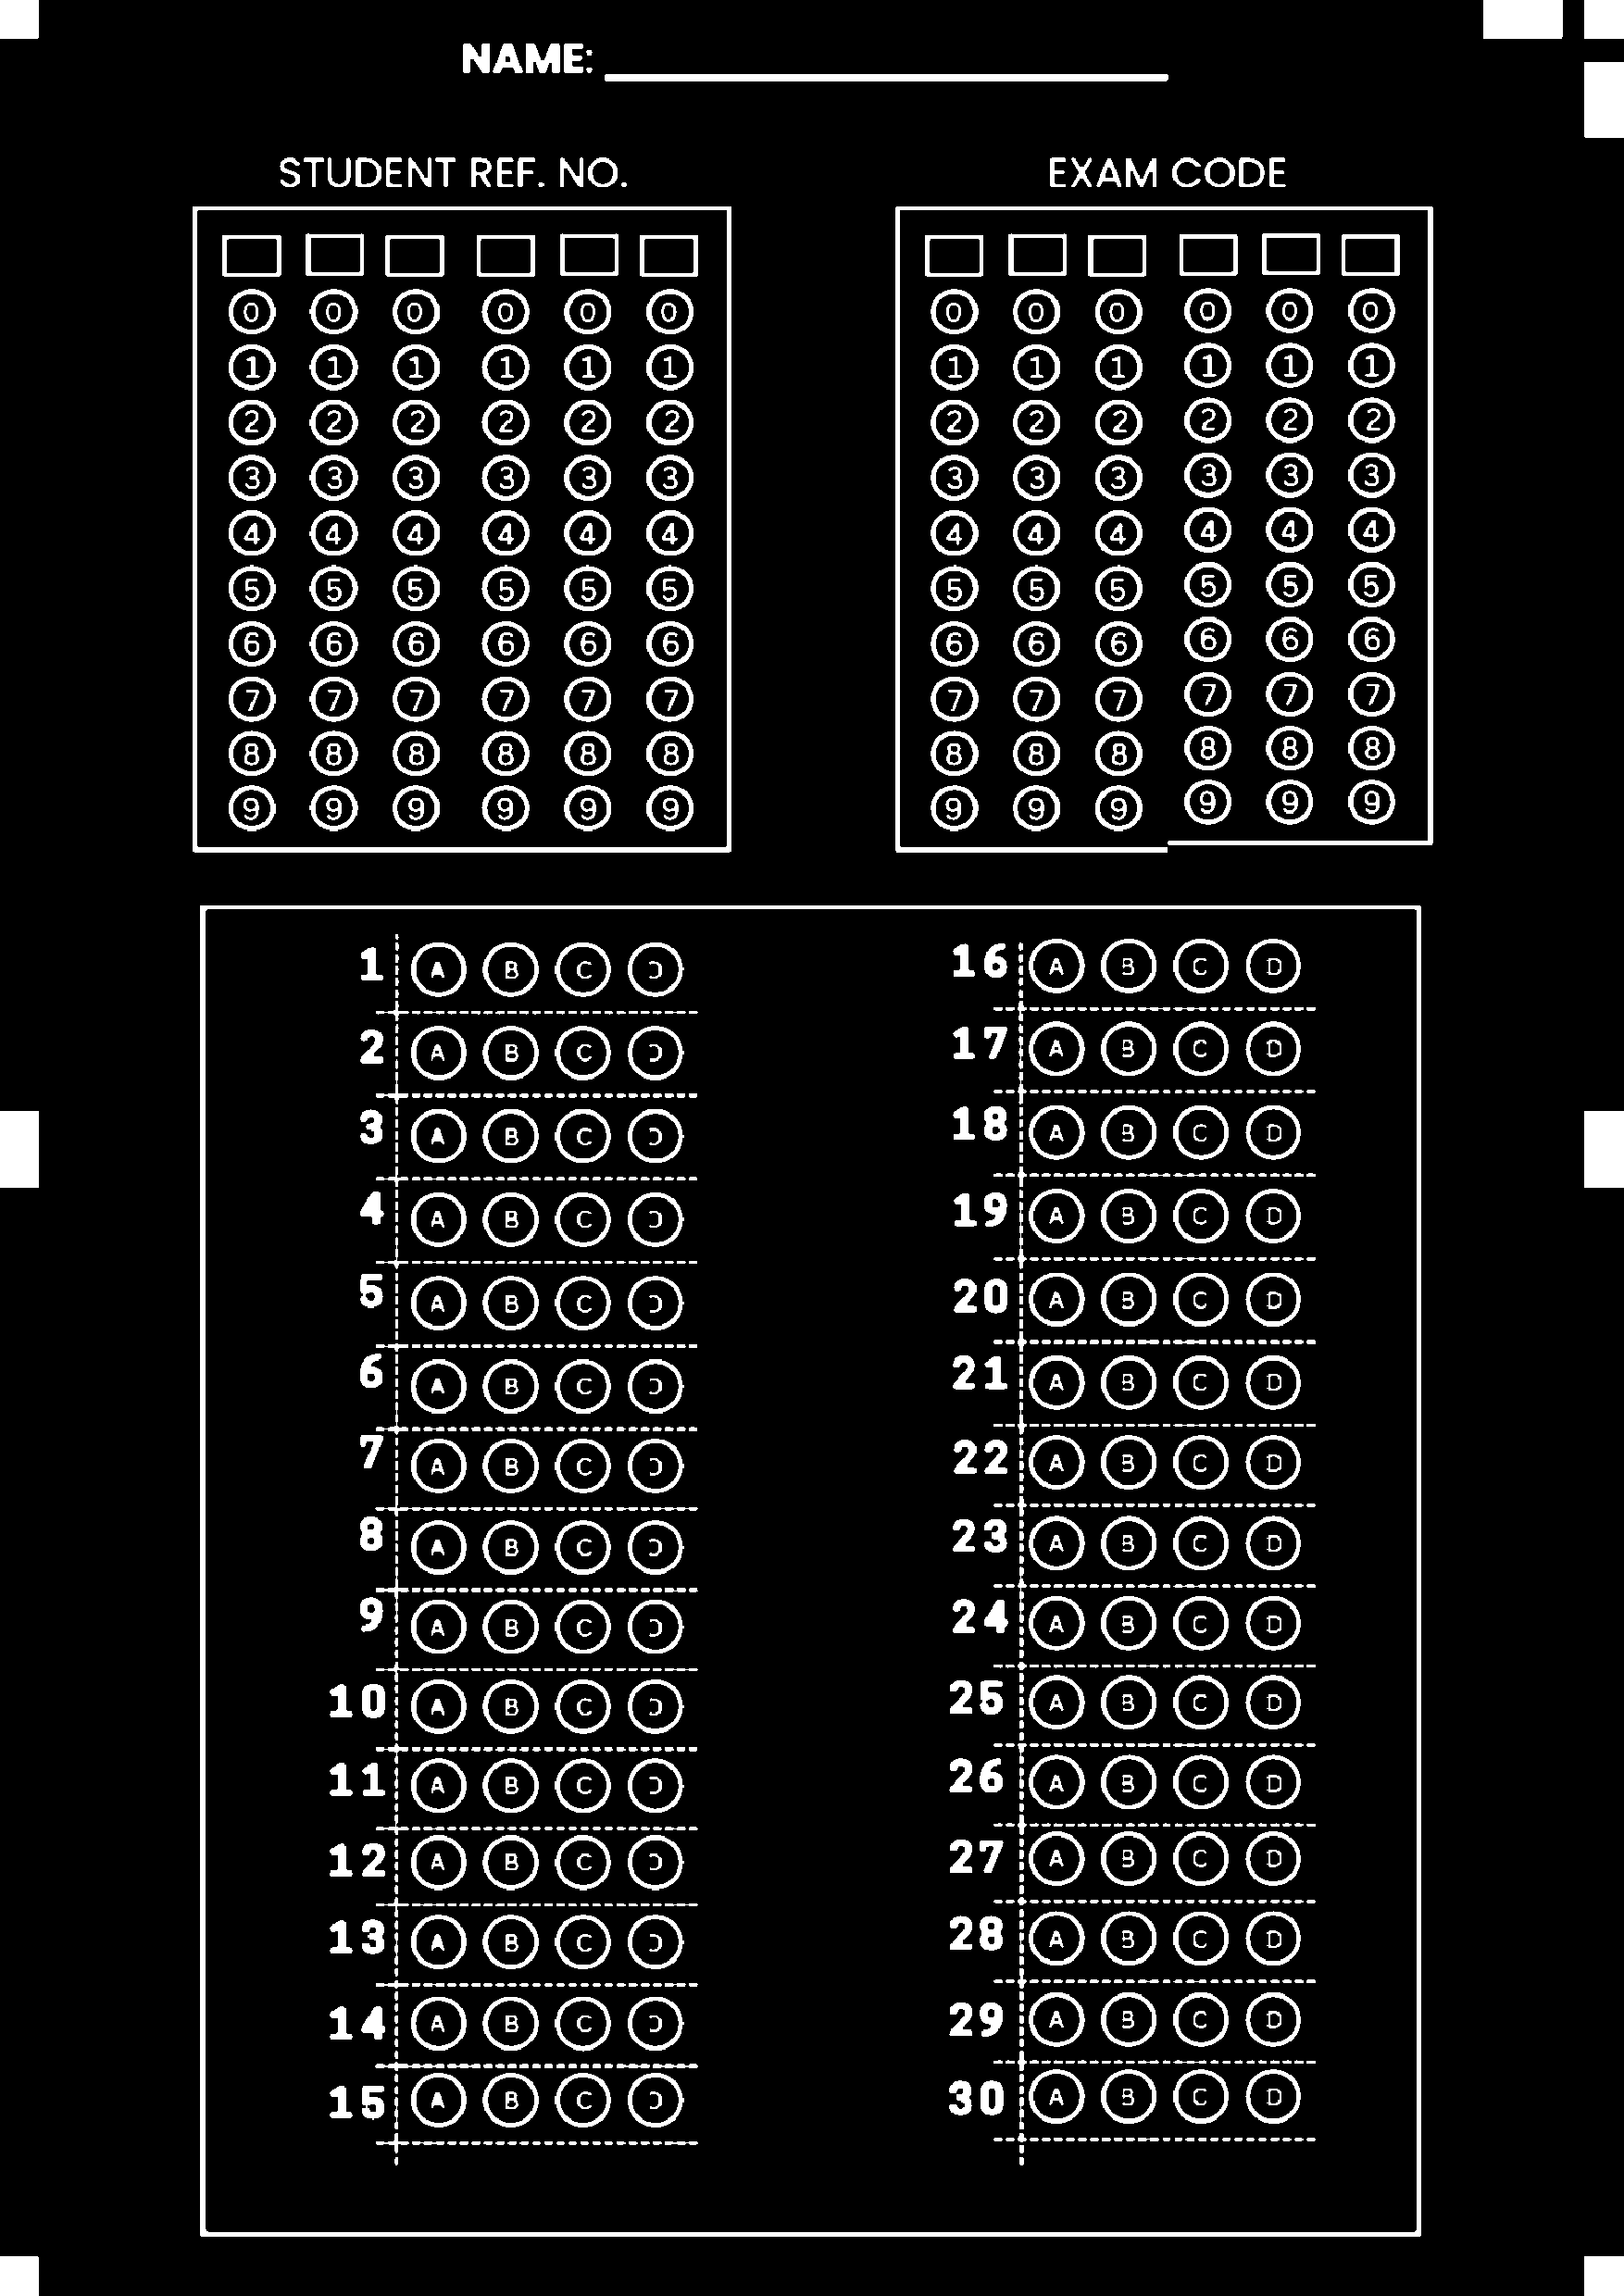 NAME:
STUDENT REF. NO.
0 0 0 0 0 0
1 1 1 1 1 1
2 2 2 2 2 2
3 3 3 3 3 3
4 4 4 4 4 4
5 5 5 5 5 5
6 6 6 6 6 6
7 7 7 7 7 7
8 8 8 8 8 8
9 9 9 9 9 9
EXAM CODE
0 0 0 0 0 0
1 1 1 1 1 1
2 2 2 2 2 2
3 3 3 3 3 3
4 4 4 4 4 4
5 5 5 5 5 5
6 6 6 6 6 6
7 7 7 7 7 7
8 8 8 8 8 8
9 9 9 9 9 9
1 A B C D
2 A B C D
3 A B C D
4 A B C D
5 A B C D
6 A B C D
7 A B C D
8 A B C D
9 A B C D
10 A B C D
11 A B C D
12 A B C D
13 A B C D
14 A B C D
15 A B C D
16 A B C D
17 A B C D
18 A B C D
19 A B C D
20 A B C D
21 A B C D
22 A B C D
23 A B C D
24 A B C D
25 A B C D
26 A B C D
27 A B C D
28 A B C D
29 A B C D
30 A B C D